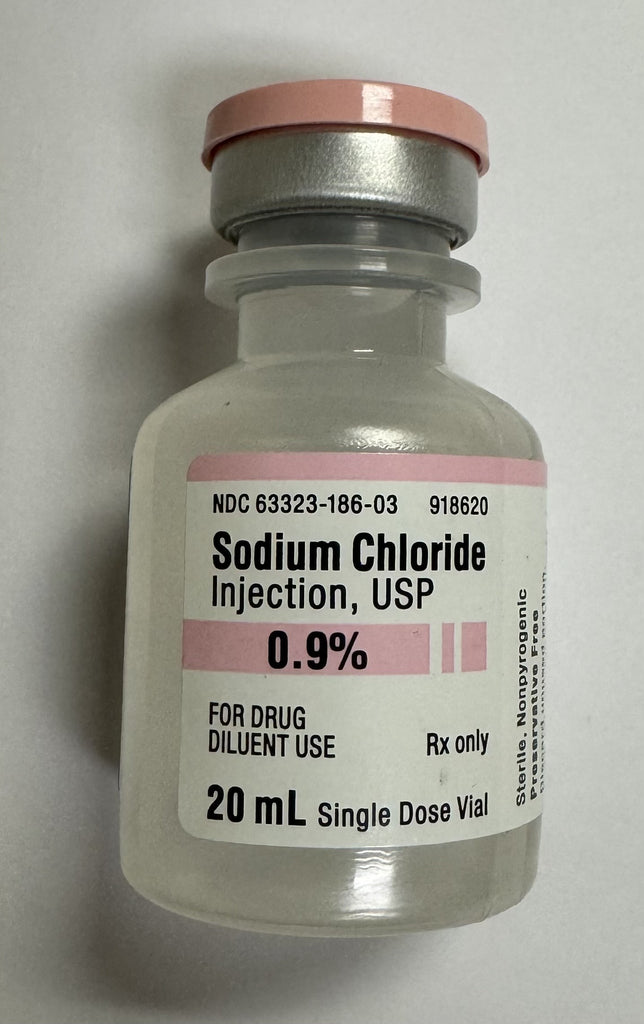 NDC 63323-186-03 918620
Sodium Chloride
Injection, USP
0.9%
FOR DRUG
DILUENT USE
Rx only
20 mL Single Dose Vial
Sterile, Nonpyrogenic
Preservative Free